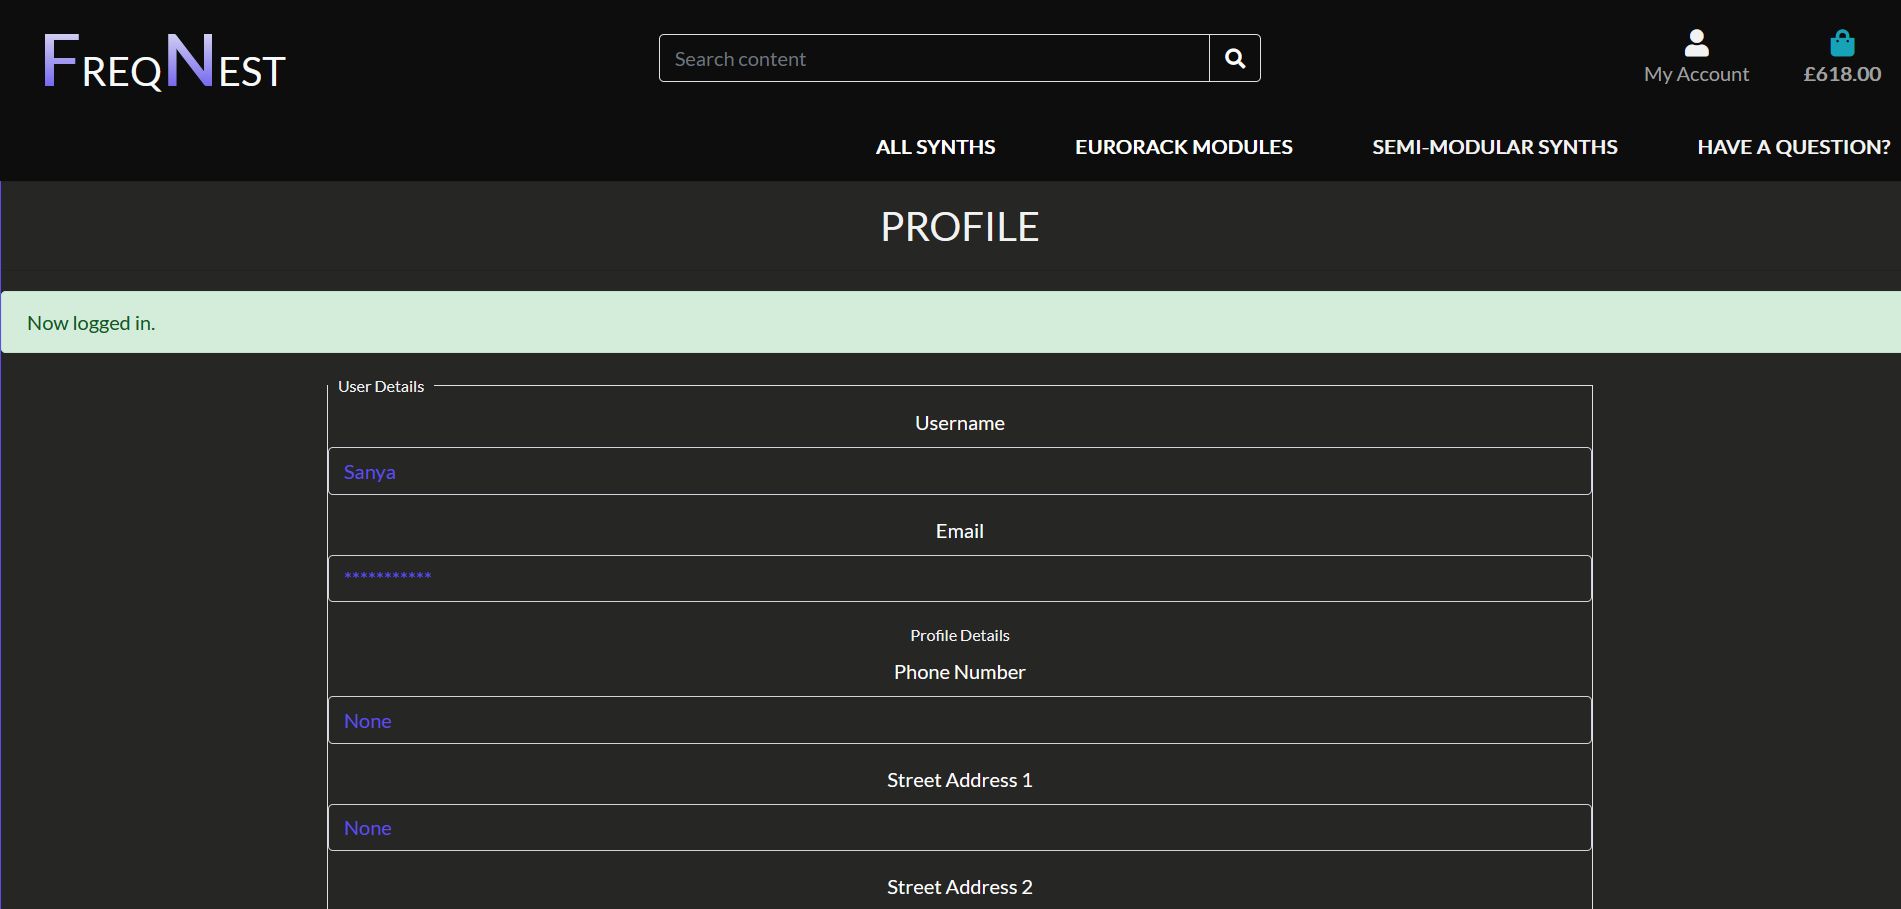 FREQNEST
Search content
My Account
£618.00
ALL SYNTHS
EURORACK MODULES
SEMI-MODULAR SYNTHS
HAVE A QUESTION?
PROFILE
Now logged in.
User Details
Username
Sanya
Email
***********
Profile Details
Phone Number
None
Street Address 1
None
Street Address 2